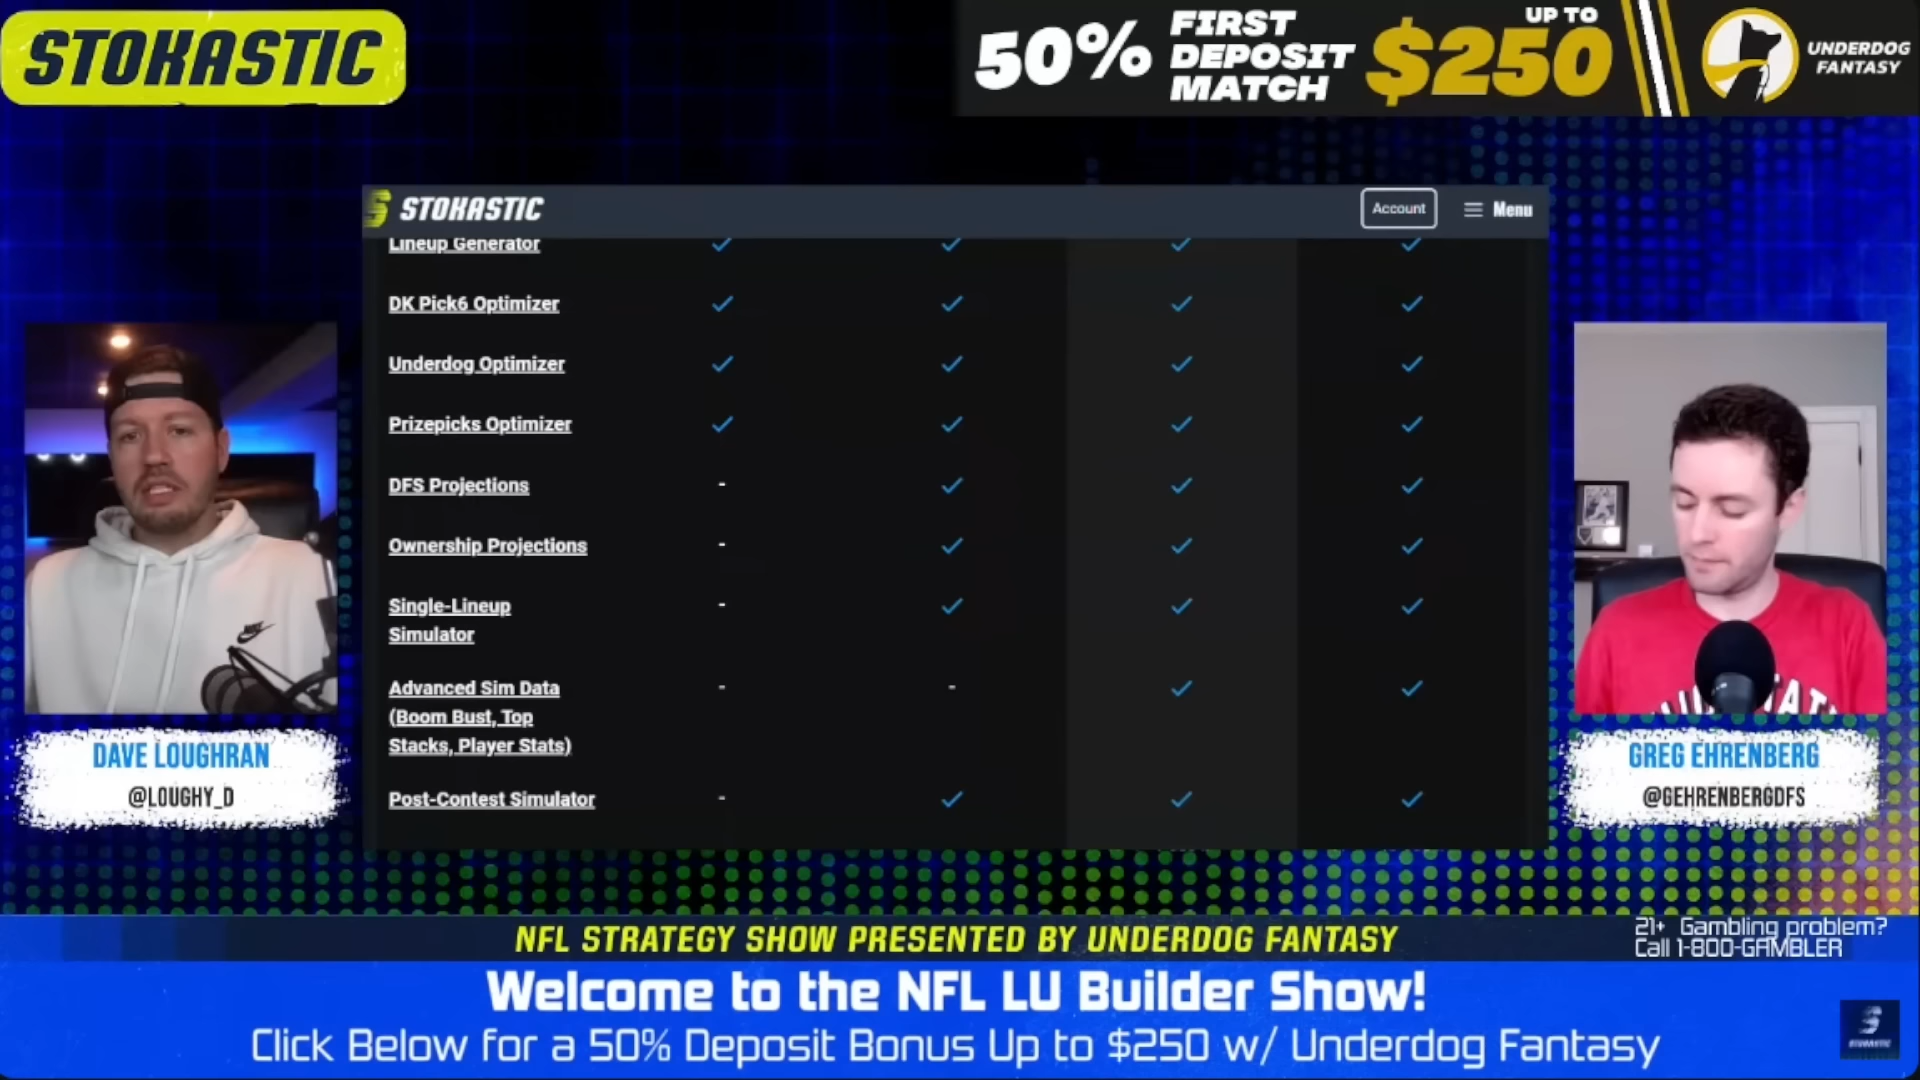 STOKASTIC
50% FIRST DEPOSIT MATCH UP TO $250
UNDERDOG FANTASY
STOKASTIC
Account
Menu
Lineup Generator
DK Pick6 Optimizer
Underdog Optimizer
Prizepicks Optimizer
DFS Projections -
Ownership Projections -
Single-Lineup -
Simulator
Advanced Sim Data - -
(Boom Bust, Top
Stacks, Player Stats)
Post-Contest Simulator -
DAVE LOUGHRAN
@LOUGHY_D
GREG EHRENBERG
@GEHRENBERGDFS
NFL STRATEGY SHOW PRESENTED BY UNDERDOG FANTASY
21+ Gambling problem?
Call 1-800-GAMBLER
Welcome to the NFL LU Builder Show!
Click Below for a 50% Deposit Bonus Up to $250 w/ Underdog Fantasy
STOKASTIC